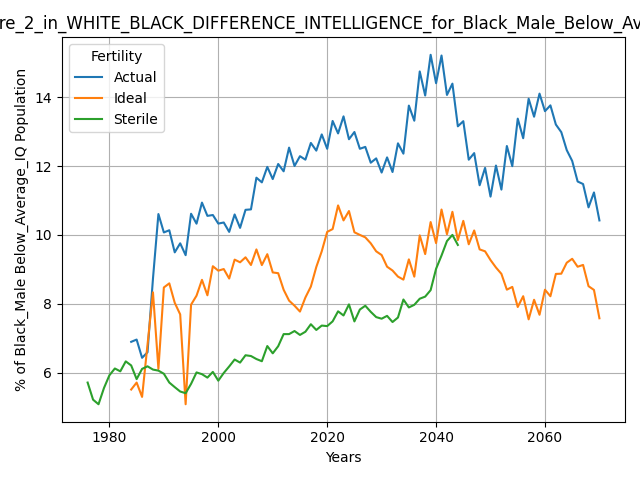 re_2_in_WHITE_BLACK_DIFFERENCE_INTELLIGENCE_for_Black_Male_Below_Av
Fertility
Actual
Ideal
Sterile
% of Black_Male Below_Average_IQ Population
14
12
10
8
6
1980
2000
2020
2040
2060
Years